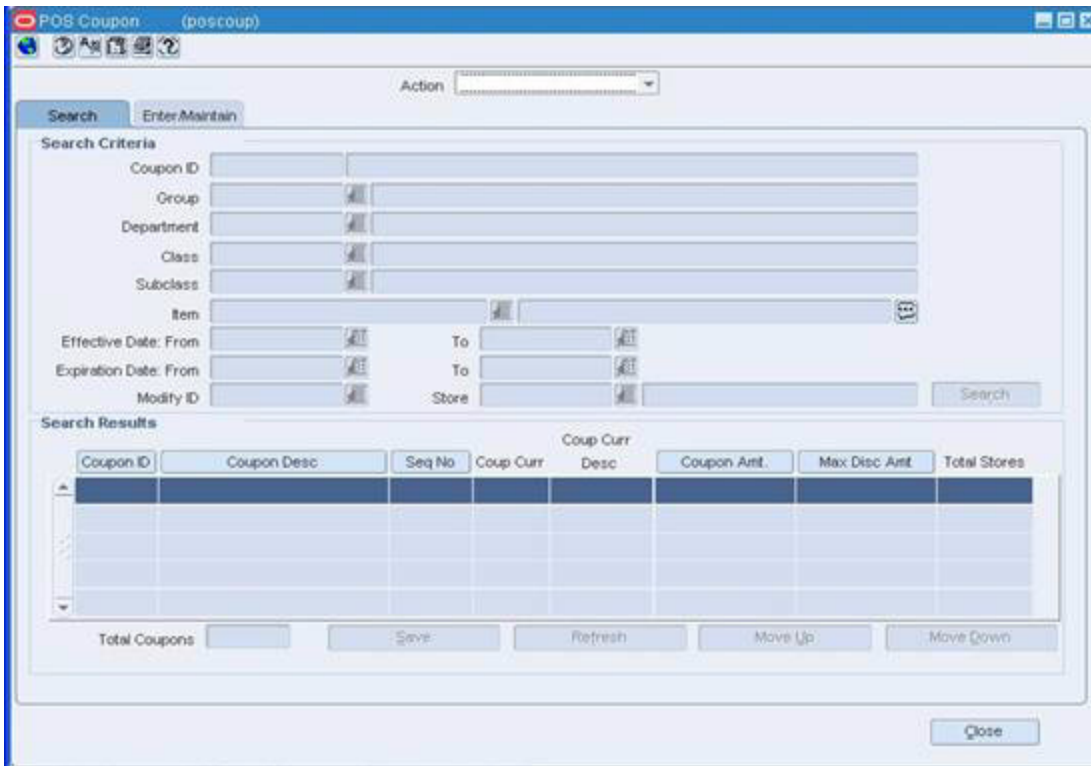 POS Coupon (poscoup)
Action
Search Enter/Maintain
Search Criteria
Coupon ID
Group
Department
Class
Subclass
Item
Effective Date: From To
Expiration Date: From To
Modify ID Store Search
Search Results
Coup Curr
Coupon ID Coupon Desc Seq No Coup Curr Desc Coupon Amt. Max Disc Amt Total Stores
Total Coupons Save Refresh Move Up Move Down
Close